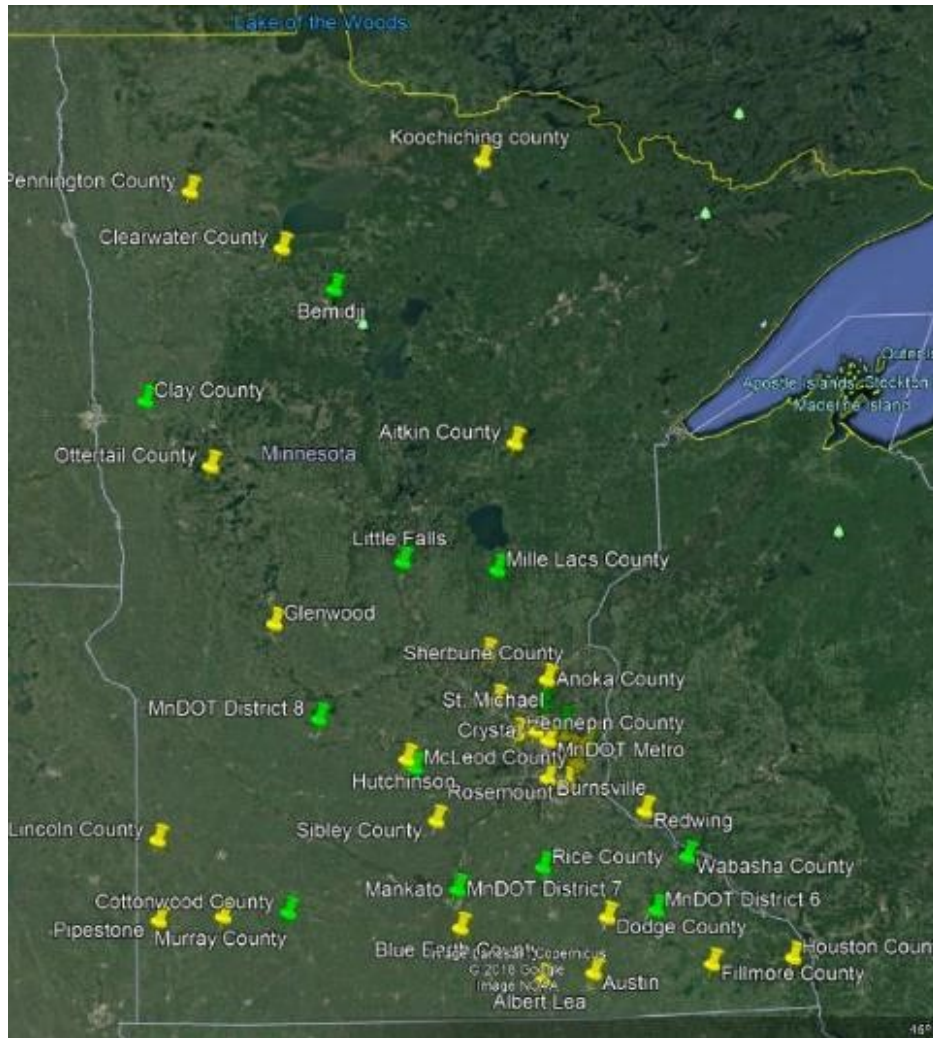 Lake of the Woods
Koochiching county
Pennington County
Clearwater County
Bemidji
Clay County
Aitkin County
Ottertail County
Minnesota
Apostle Islands
Stockton
Maderine Island
Little Falls
Mille Lacs County
Glenwood
Sherbune County
Anoka County
St. Michael
MnDOT District 8
Hennepin County
Crysta
MnDOT Metro
McLeod County
Hutchinson
Rosemount
Burnsville
Redwing
Sibley County
Lincoln County
Rice County
Wabasha County
Mankato
MnDOT District 7
Cottonwood County
MnDOT District 6
Pipestone
Murray County
Dodge County
Blue Earth County
Houston Coun
Image Landsat / Copernicus
© 2018 Google
Image NOAA
Fillmore County
Austin
Albert Lea